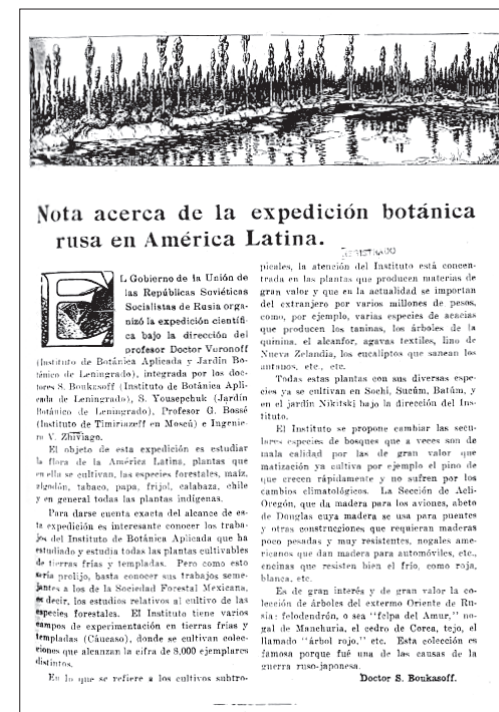 Nota acerca de la expedición botánica
rusa en América Latina.
REGISTRADO
EL Gobierno de la Unión de
las Repúblicas Soviéticas
Socialistas de Rusia orga-
nizó la expedición científi-
ca bajo la dirección del
profesor Doctor Voronoff
(Instituto de Botánica Aplicada y Jardín Bo-
tánico de Leningrado), integrada por los doc-
tores S. Boukasoff (Instituto de Botánica Apli-
cada de Leningrado), S. Yousepchuk (Jardín
Botánico de Leningrado), Profesor G. Bossé
(Instituto de Timiriazeff en Moscú) e Ingenie-
ro V. Zhiviago.
El objeto de esta expedición es estudiar
la flora de la América Latina, plantas que
en ella se cultivan, las especies forestales, maíz,
algodón, tabaco, papa, frijol, calabaza, chile
y en general todas las plantas indígenas.
Para darse cuenta exacta del alcance de es-
ta expedición es interesante conocer los traba-
jos del Instituto de Botánica Aplicada que ha
estudiado y estudia todas las plantas cultivables
de tierras frías y templadas. Pero como esto
sería prolijo, basta conocer sus trabajos seme-
jantes a los de la Sociedad Forestal Mexicana,
es decir, los estudios relativos al cultivo de las
especies forestales. El Instituto tiene varios
campos de experimentación en tierras frías y
templadas (Cáucaso), donde se cultivan colec-
ciones que alcanzan la cifra de 8,000 ejemplares
distintos.
En lo que se refiere a los cultivos subtro-
picales, la atención del Instituto está concen-
trada en las plantas que producen materias de
gran valor y que en la actualidad se importan
del extranjero por varios millones de pesos,
como, por ejemplo, varias especies de acacias
que producen los taninas, los árboles de la
quinina, el alcanfor, agavas textiles, lino de
Nueva Zelandia, los eucaliptos que sanean los
antanos, etc., etc.
Todas estas plantas con sus diversas espe-
cies ya se cultivan en Sochi, Sucúm, Batúm, y
en el jardín Nikitski bajo la dirección del Ins-
tituto.
El Instituto se propone cambiar las secu-
lares especies de bosques que a veces son de
mala calidad por las de gran valor que
matización ya cultiva por ejemplo el pino de
que crecen rápidamente y no sufren por los
cambios climatológicos. La Sección de Acli-
Oregón, que da madera para los aviones, abeto
de Douglas cuya madera se usa para puentes
y otras construcciones que requieran maderas
poco pesadas y muy resistentes, nogales ame-
ricanos que dan madera para automóviles, etc.,
encinas que resisten bien el frío, como roja,
blanca, etc.
Es de gran interés y de gran valor la co-
lección de árboles del extermo Oriente de Ru-
sia: felodendrón, o sea "felpa del Amur," no-
gal de Manchuria, el cedro de Corea, tejo, el
llamado "árbol rojo," etc. Esta colección es
famosa porque fué una de las causas de la
guerra ruso-japonesa.
Doctor S. Boukasoff.